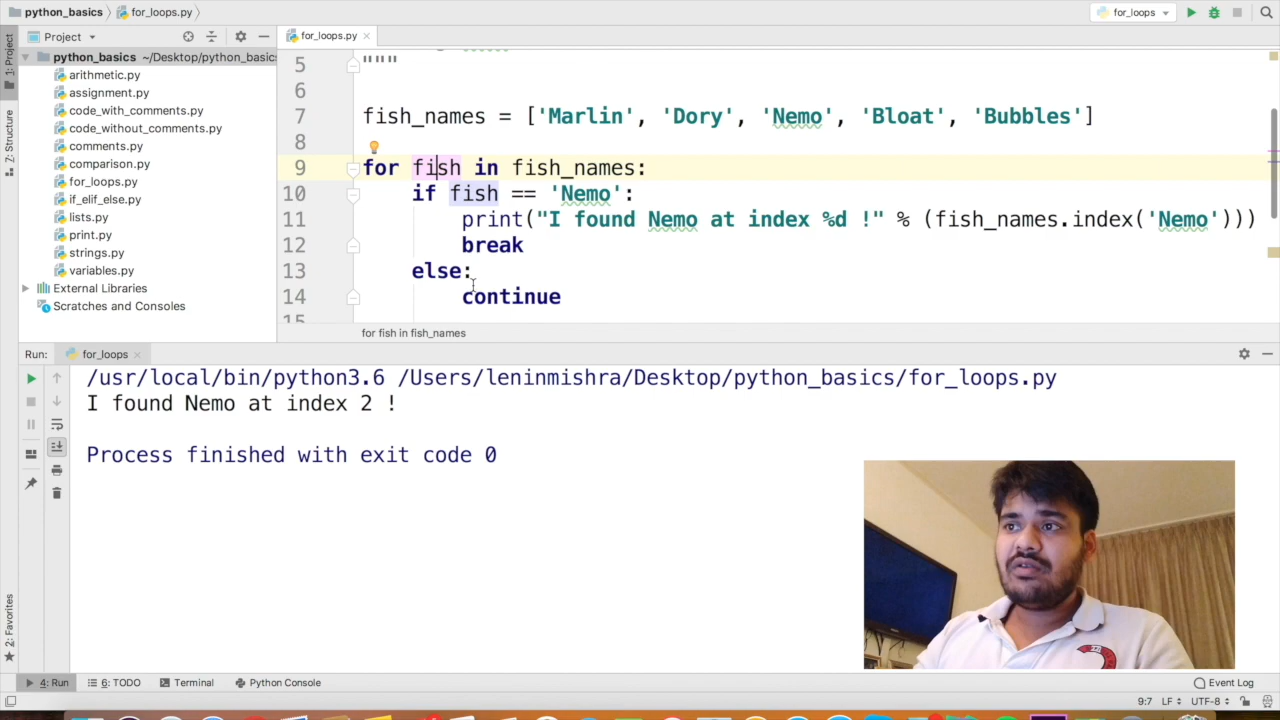 python_basics for_loops.py for_loops
Project for_loops.py
1: Project
python_basics ~/Desktop/python_basics
arithmetic.py
assignment.py
code_with_comments.py
code_without_comments.py
comments.py
comparison.py
for_loops.py
if_elif_else.py
lists.py
print.py
strings.py
variables.py
External Libraries
Scratches and Consoles
Z: Structure
5 """
6
7 fish_names = ['Marlin', 'Dory', 'Nemo', 'Bloat', 'Bubbles']
8
9 for fish in fish_names:
10 if fish == 'Nemo':
11 print("I found Nemo at index %d !" % (fish_names.index('Nemo')))
12 break
13 else:
14 continue
15
for fish in fish_names
Run: for_loops
/usr/local/bin/python3.6 /Users/leninmishra/Desktop/python_basics/for_loops.py
I found Nemo at index 2 !
Process finished with exit code 0
2: Favorites
4: Run 6: TODO Terminal Python Console Event Log
9:7 LF UTF-8